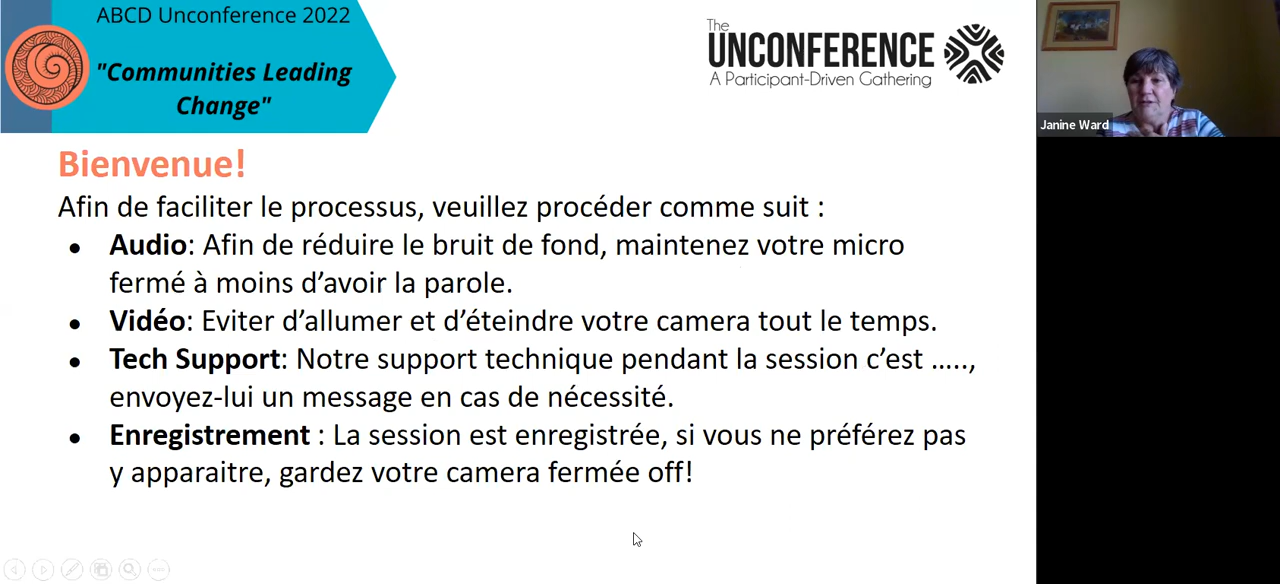 ABCD Unconference 2022
"Communities Leading
Change"
The
UNCONFERENCE
A Participant-Driven Gathering
Janine Ward
Bienvenue!
Afin de faciliter le processus, veuillez procéder comme suit :
• Audio: Afin de réduire le bruit de fond, maintenez votre micro
fermé à moins d’avoir la parole.
• Vidéo: Eviter d’allumer et d’éteindre votre camera tout le temps.
• Tech Support: Notre support technique pendant la session c’est …..,
envoyez-lui un message en cas de nécessité.
• Enregistrement : La session est enregistrée, si vous ne préférez pas
y apparaitre, gardez votre camera fermée off!